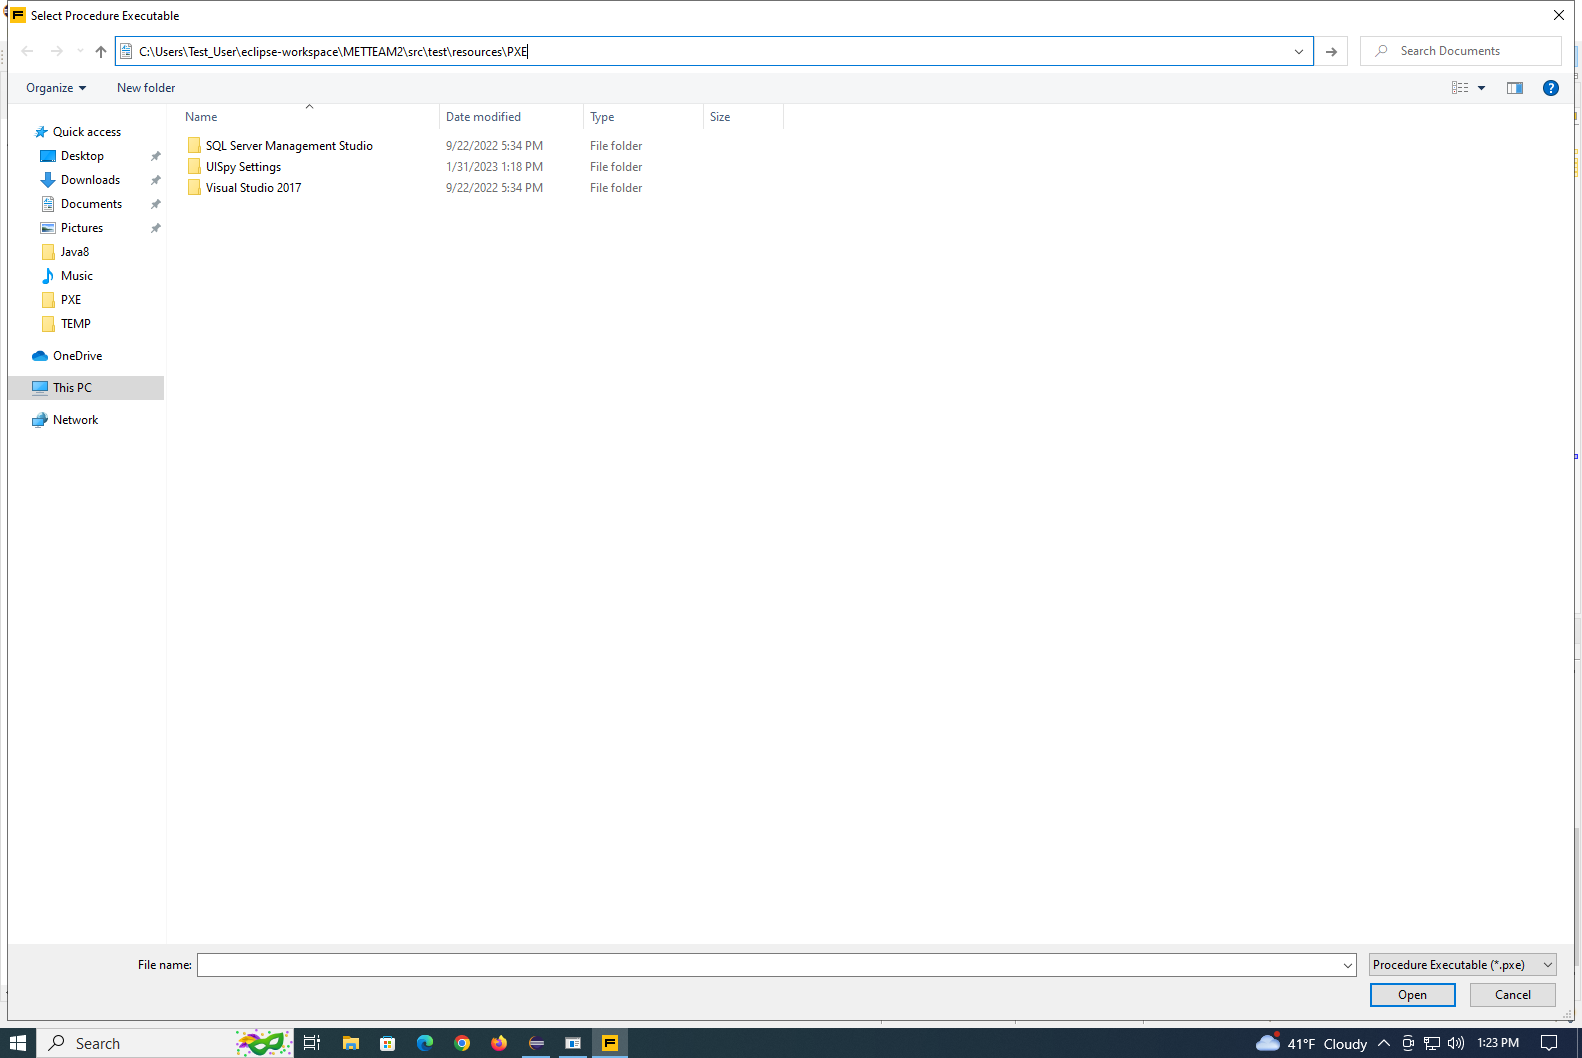 Select Procedure Executable
C:\Users\Test_User\eclipse-workspace\METTEAM2\src\test\resources\PXE
Search Documents
Organize
New folder
Name
Date modified
Type
Size
SQL Server Management Studio 9/22/2022 5:34 PM File folder
UISpy Settings 1/31/2023 1:18 PM File folder
Visual Studio 2017 9/22/2022 5:34 PM File folder
Quick access
Desktop
Downloads
Documents
Pictures
Java8
Music
PXE
TEMP
OneDrive
This PC
Network
File name:
Procedure Executable (*.pxe)
Open
Cancel
Search
41°F Cloudy
1:23 PM